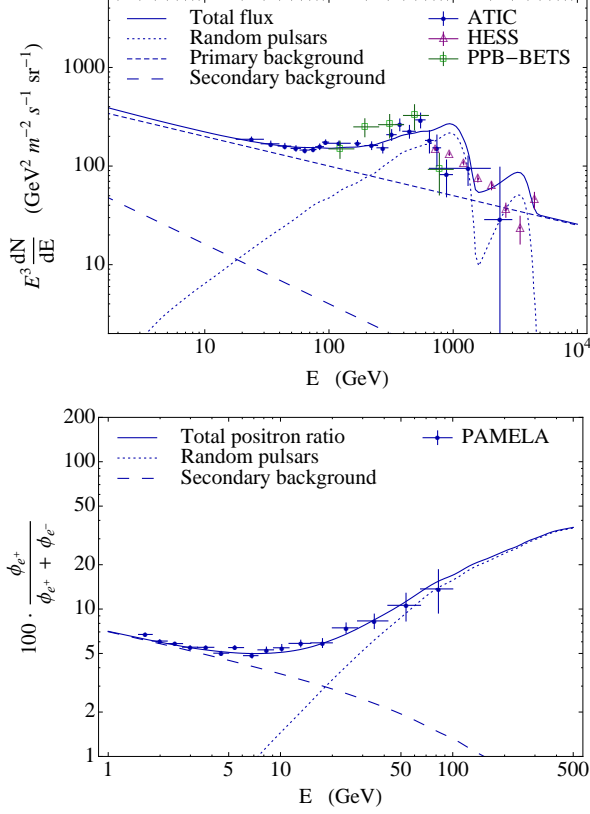 Total flux
Random pulsars
Primary background
Secondary background
ATIC
HESS
PPB−BETS
E³ dN/dE (GeV² m⁻² s⁻¹ sr⁻¹)
1000
100
10
10
100
1000
10⁴
E (GeV)
Total positron ratio
Random pulsars
Secondary background
PAMELA
100 · ϕe⁺ / ϕe⁺ + ϕe⁻
200
100
50
20
10
5
2
1
1
5
10
50
100
500
E (GeV)